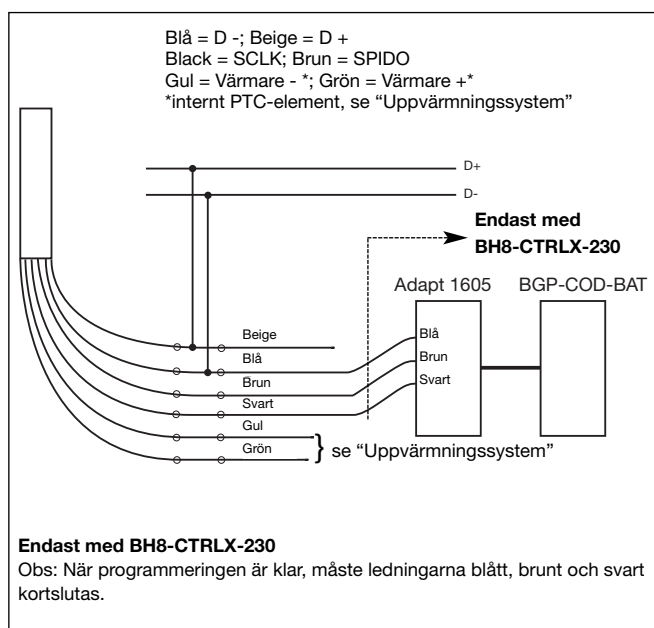 Blå = D -; Beige = D +
Black = SCLK; Brun = SPIDO
Gul = Värmare - *; Grön = Värmare +*
*internt PTC-element, se “Uppvärmningssystem”
D+
D-
Endast med
BH8-CTRLX-230
Adapt 1605
BGP-COD-BAT
Beige
Blå
Brun
Svart
Gul
Grön
Blå
Brun
Svart
} se “Uppvärmningssystem”
Endast med BH8-CTRLX-230
Obs: När programmeringen är klar, måste ledningarna blått, brunt och svart
kortslutas.